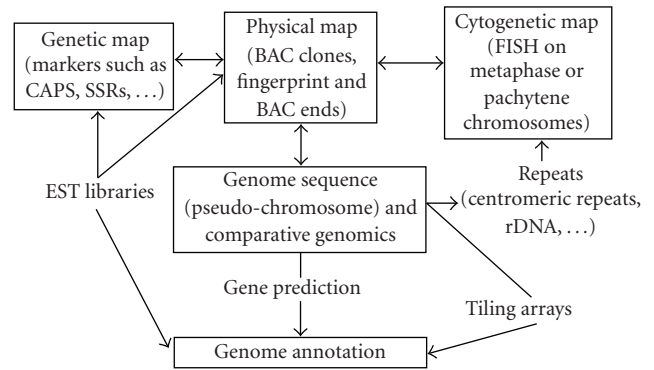 Genetic map
(markers such as
CAPS, SSRs, ...)
Physical map
(BAC clones,
fingerprint and
BAC ends)
Cytogenetic map
(FISH on
metaphase or
pachytene
chromosomes)
EST libraries
Genome sequence
(pseudo-chromosome) and
comparative genomics
Repeats
(centromeric repeats,
rDNA, ...)
Gene prediction
Tiling arrays
Genome annotation